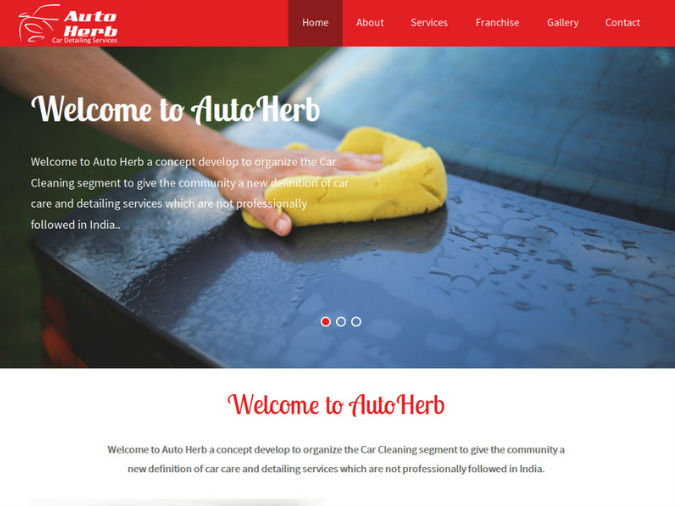 Auto
Herb
Car Detailing Services
Home About Services Franchise Gallery Contact
Welcome to AutoHerb
Welcome to Auto Herb a concept develop to organize the Car
Cleaning segment to give the community a new definition of car
care and detailing services which are not professionally
followed in India..
Welcome to AutoHerb
Welcome to Auto Herb a concept develop to organize the Car Cleaning segment to give the community a
new definition of car care and detailing services which are not professionally followed in India.